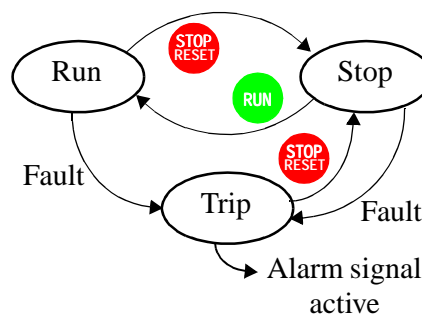 STOP
RESET
Run
Stop
RUN
STOP
RESET
Fault
Trip
Fault
Alarm signal
active